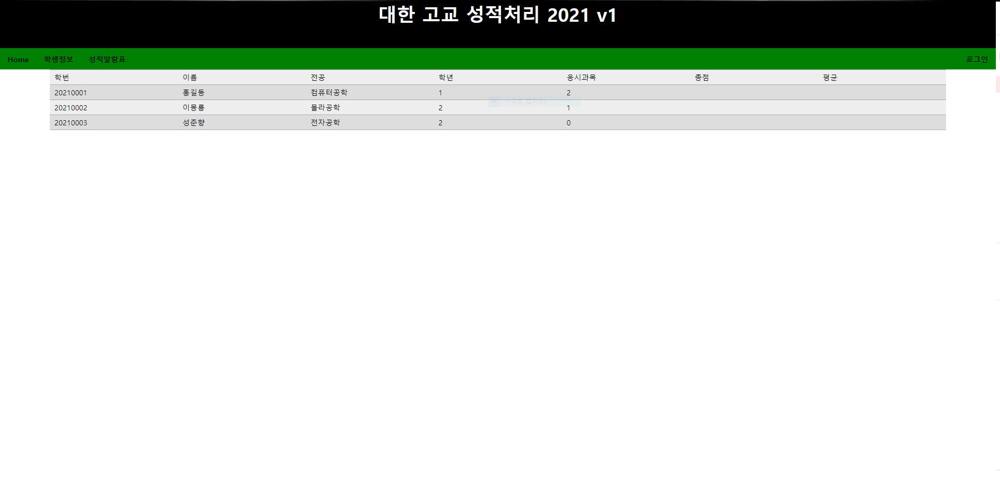 대한 고교 성적처리 2021 v1
Home 학생정보 성적알람표 로그인
학번 이름 전공 학년 응시과목 총점 평균
20210001 홍길동 컴퓨터공학 1 2
20210002 이몽룡 몰라공학 2 1
20210003 성춘향 전자공학 2 0